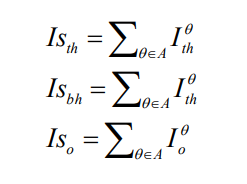 Is_{th} = \sum_{\theta \in A} I_{th}^{\theta}
Is_{bh} = \sum_{\theta \in A} I_{th}^{\theta}
Is_{o} = \sum_{\theta \in A} I_{o}^{\theta}